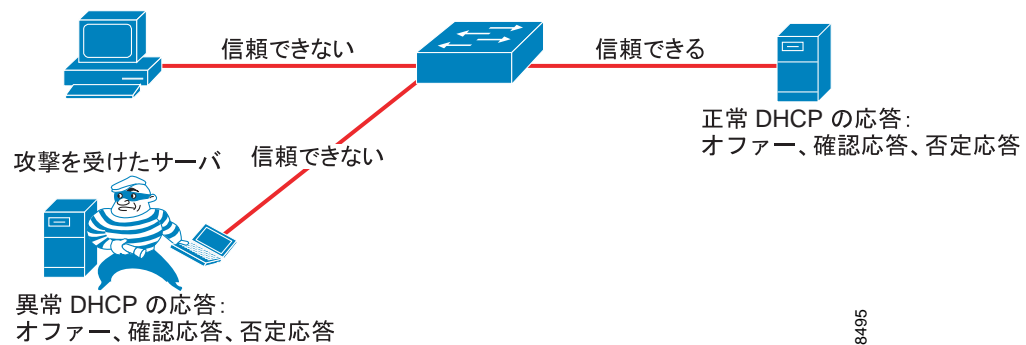 信頼できない
信頼できる
正常 DHCP の応答:
オファー、確認応答、否定応答
攻撃を受けたサーバ
信頼できない
異常 DHCP の応答:
オファー、確認応答、否定応答
8495